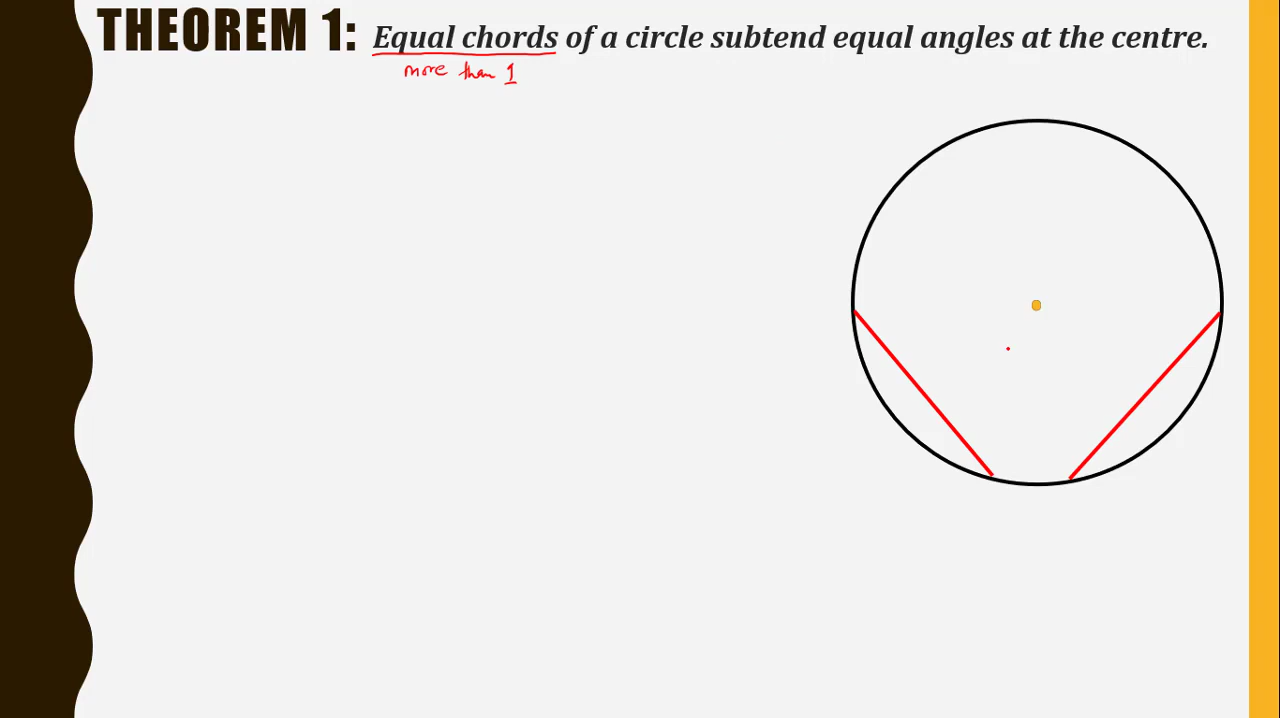 THEOREM 1: Equal chords of a circle subtend equal angles at the centre.
more than 1